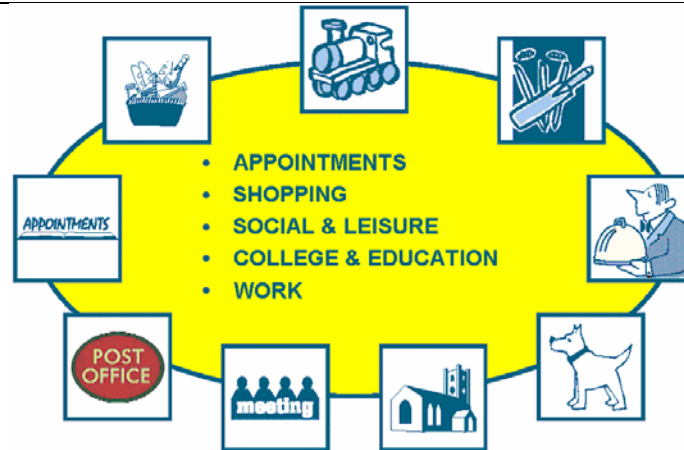 • APPOINTMENTS
• SHOPPING
• SOCIAL & LEISURE
• COLLEGE & EDUCATION
• WORK
APPOINTMENTS
POST
OFFICE
meeting